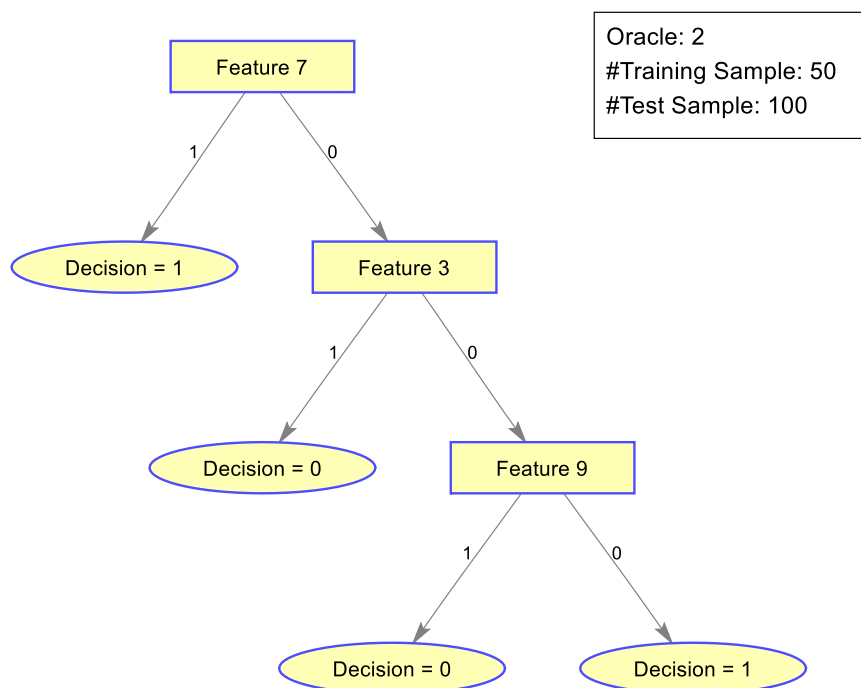 Oracle: 2
#Training Sample: 50
#Test Sample: 100
Feature 7
1
0
Decision = 1
Feature 3
1
0
Decision = 0
Feature 9
1
0
Decision = 0
Decision = 1